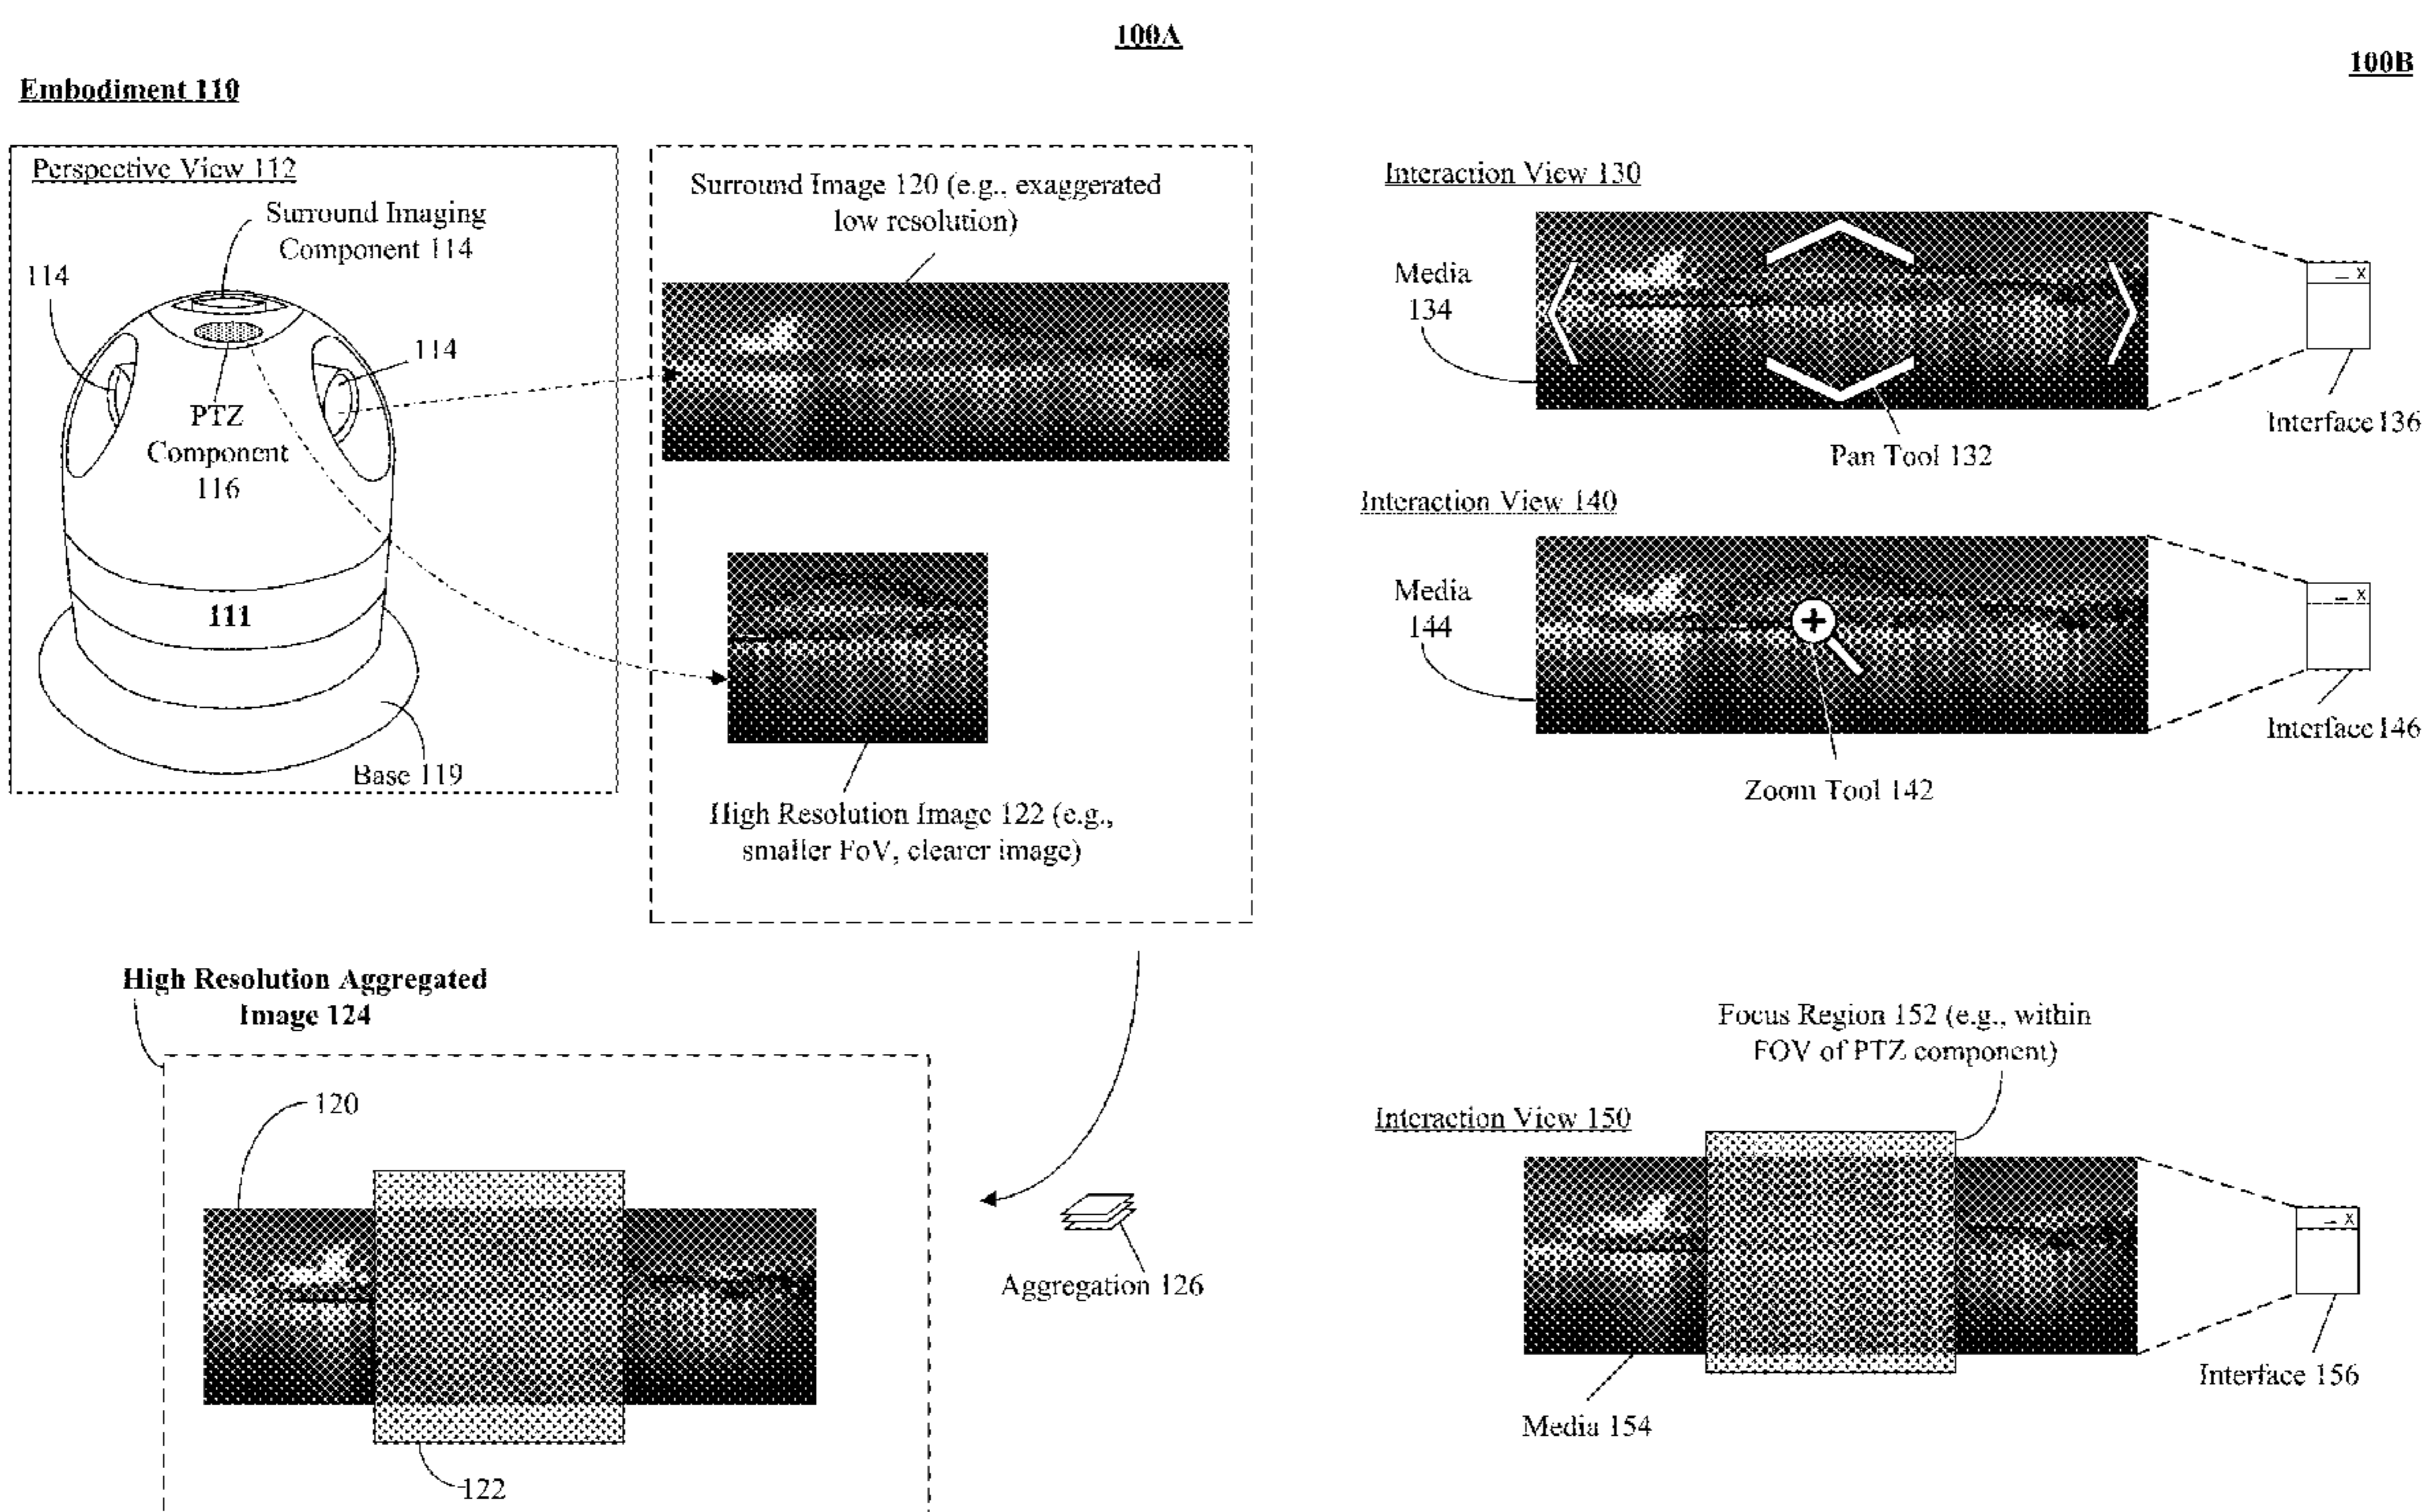 100A
100B
Embodiment 110
Perspective View 112
Surround Imaging
Component 114
114
114
PTZ
Component
116
111
Base 119
Surround Image 120 (e.g., exaggerated
low resolution)
High Resolution Image 122 (e.g.,
smaller FoV, clearer image)
High Resolution Aggregated
Image 124
120
122
Aggregation 126
Interaction View 130
Media
134
Pan Tool 132
_ X
Interface 136
Interaction View 140
Media
144
Zoom Tool 142
_ X
Interface 146
Focus Region 152 (e.g., within
FOV of PTZ component)
Interaction View 150
Media 154
_ X
Interface 156